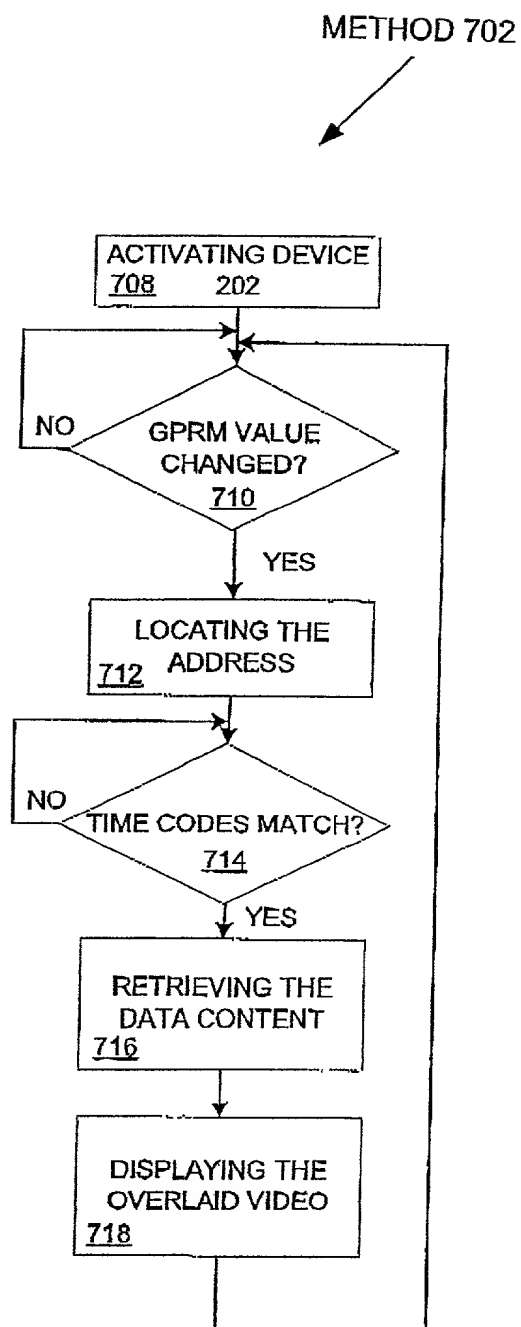 METHOD 702
ACTIVATING DEVICE
708 202
NO
GPRM VALUE
CHANGED?
710
YES
LOCATING THE
712 ADDRESS
NO
TIME CODES MATCH?
714
YES
RETRIEVING THE
DATA CONTENT
716
DISPLAYING THE
OVERLAID VIDEO
718